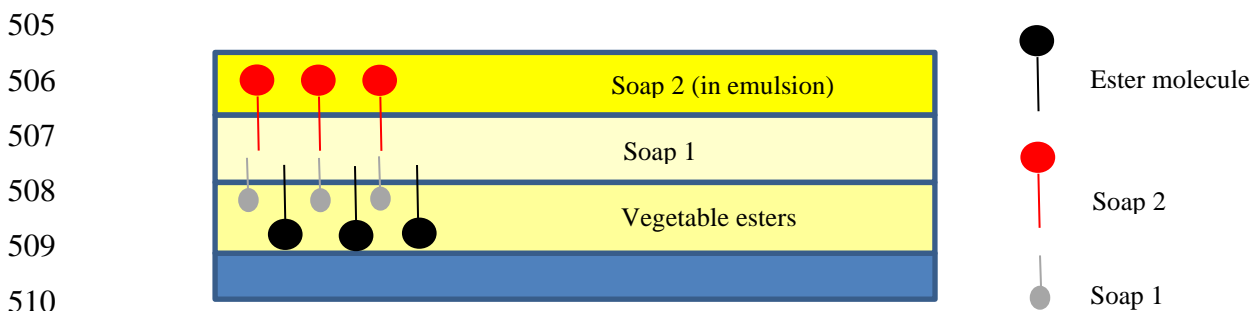 505
506
Soap 2 (in emulsion)
Ester molecule
507
Soap 1
508
Vegetable esters
Soap 2
509
510
Soap 1